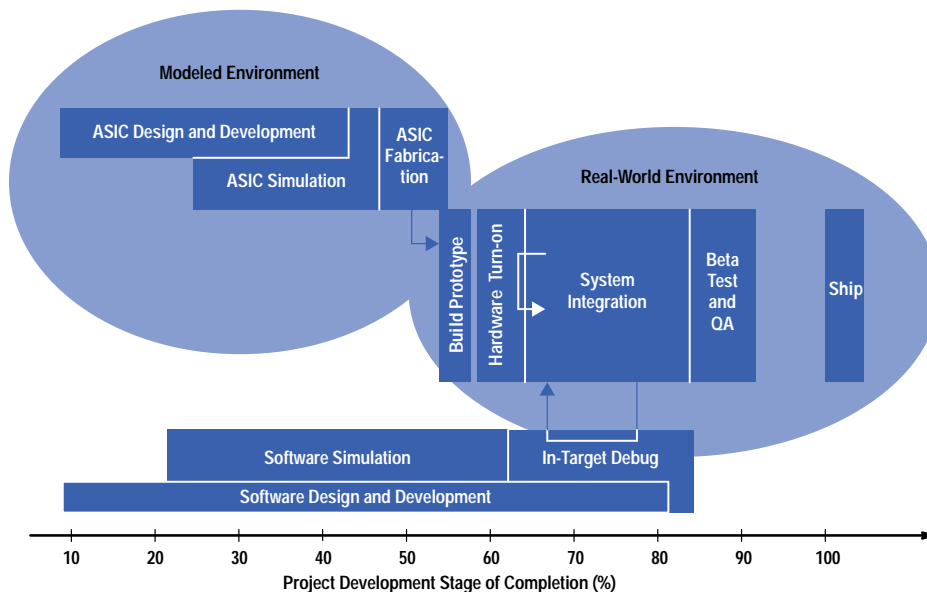 Modeled Environment
ASIC Design and Development
ASIC
Fabrica-
tion
ASIC Simulation
Real-World Environment
Build Prototype
Hardware Turn-on
System
Integration
Beta
Test
and
QA
Ship
Software Simulation
In-Target Debug
Software Design and Development
10 20 30 40 50 60 70 80 90 100
Project Development Stage of Completion (%)